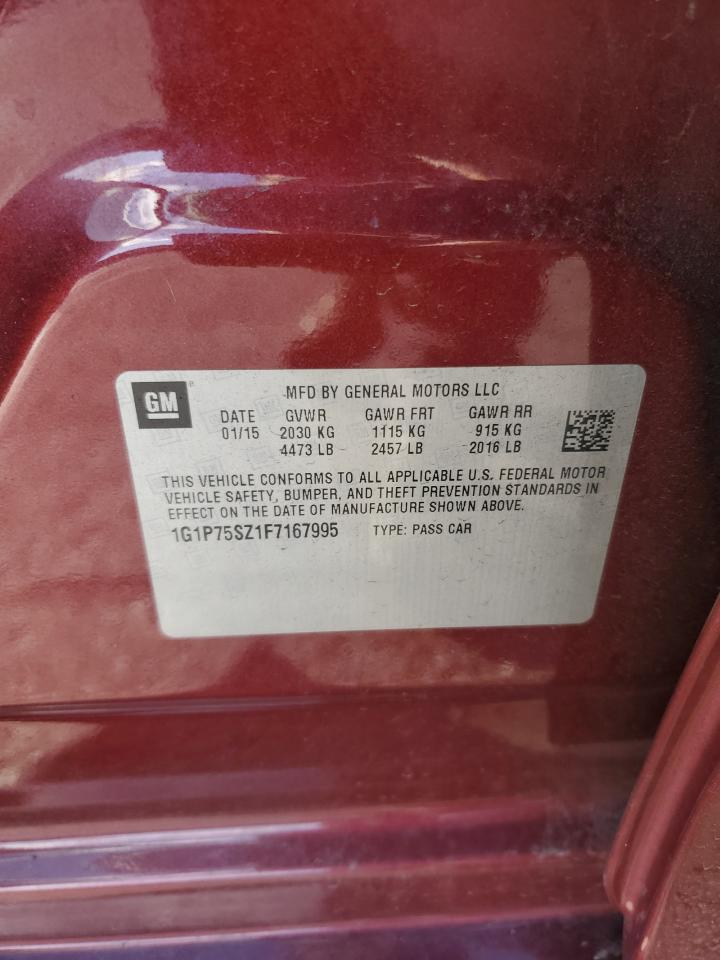 GM
MFD BY GENERAL MOTORS LLC
DATE GVWR GAWR FRT GAWR RR
01/15 2030 KG 1115 KG 915 KG
4473 LB 2457 LB 2016 LB
THIS VEHICLE CONFORMS TO ALL APPLICABLE U.S. FEDERAL MOTOR
VEHICLE SAFETY, BUMPER, AND THEFT PREVENTION STANDARDS IN
EFFECT ON THE DATE OF MANUFACTURE SHOWN ABOVE.
1G1P75SZ1F7167995 TYPE: PASS CAR